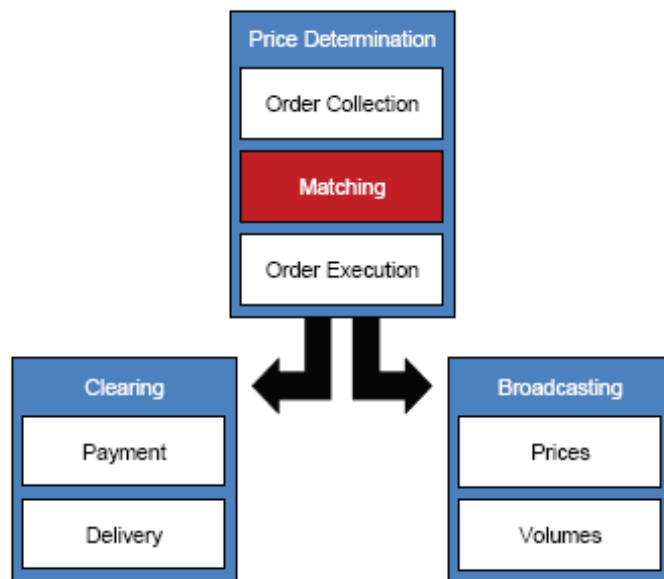 Price Determination
Order Collection
Matching
Order Execution
Clearing
Payment
Delivery
Broadcasting
Prices
Volumes